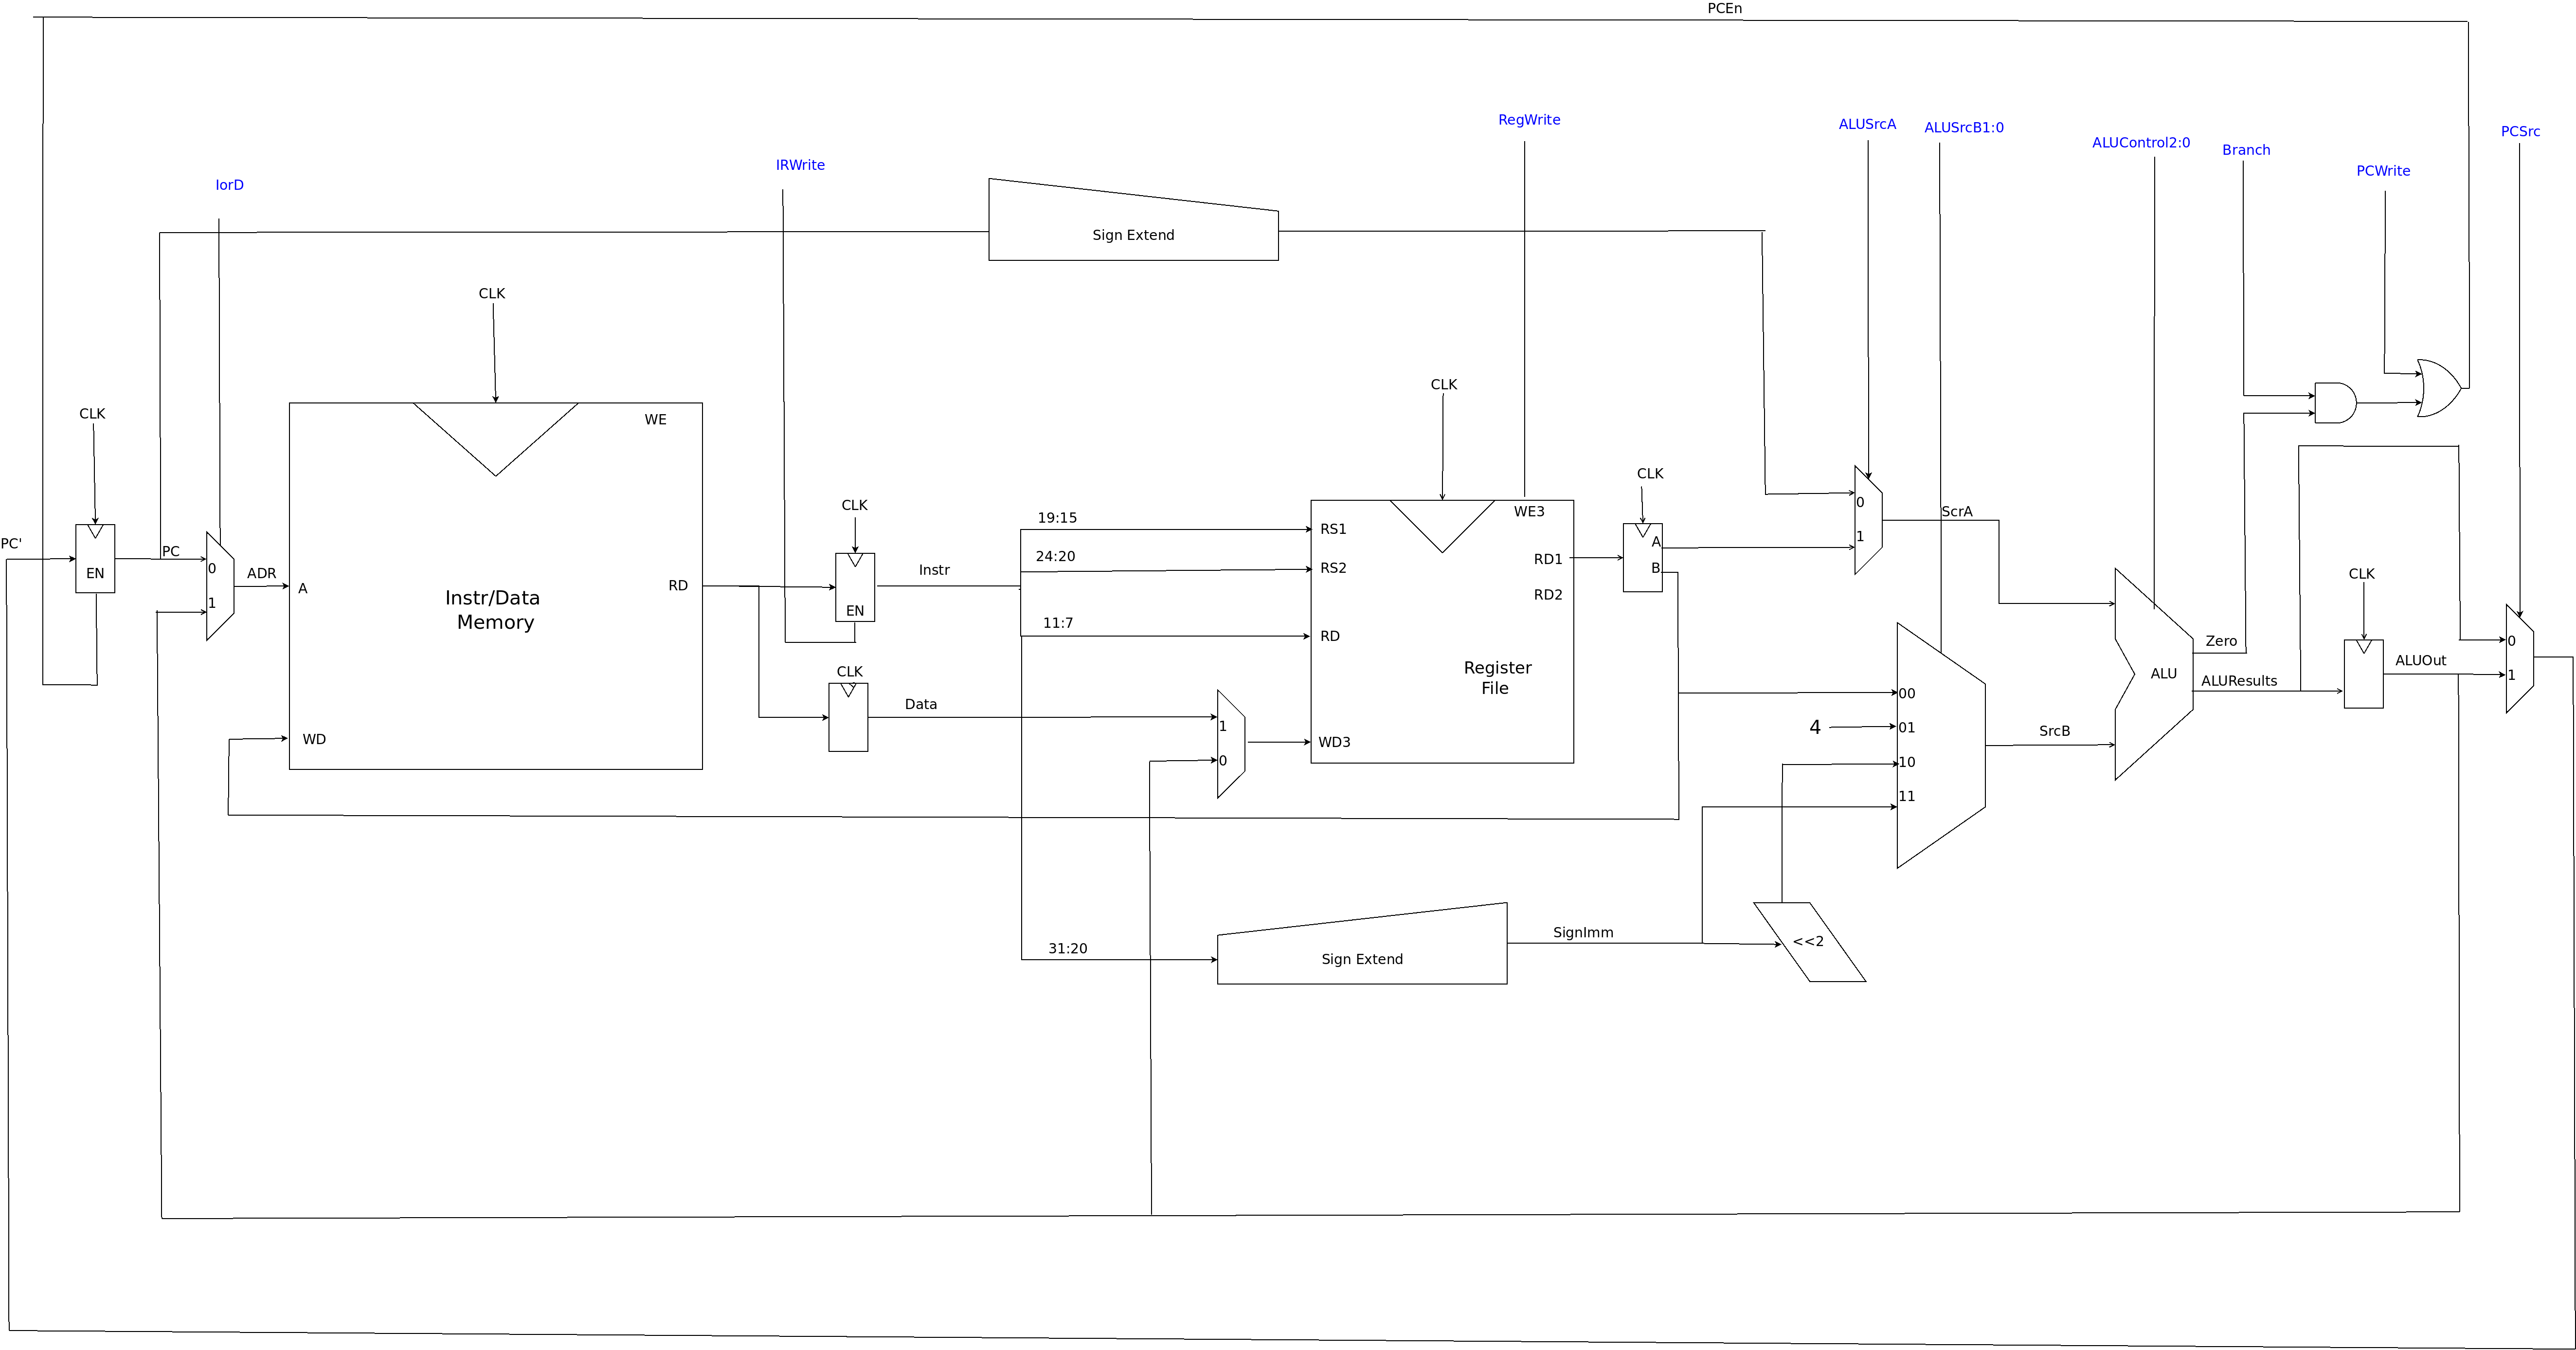 PCEn
RegWrite
ALUSrcA
ALUSrcB1:0
PCSrc
ALUControl2:0
Branch
IRWrite
PCWrite
IorD
Sign Extend
CLK
CLK
CLK
WE
CLK
CLK
CLK
0
WE3
ScrA
RS1
19:15
1
A
PC'
PC
24:20
RD1
0
RS2
B
EN
ADR
Instr
CLK
A
RD
RD2
Instr/Data
Memory
1
EN
11:7
RD
Zero
0
ALUOut
Register
File
CLK
ALU
1
ALUResults
00
Data
1
4
01
SrcB
WD
WD3
0
10
11
SignImm
<<2
31:20
Sign Extend